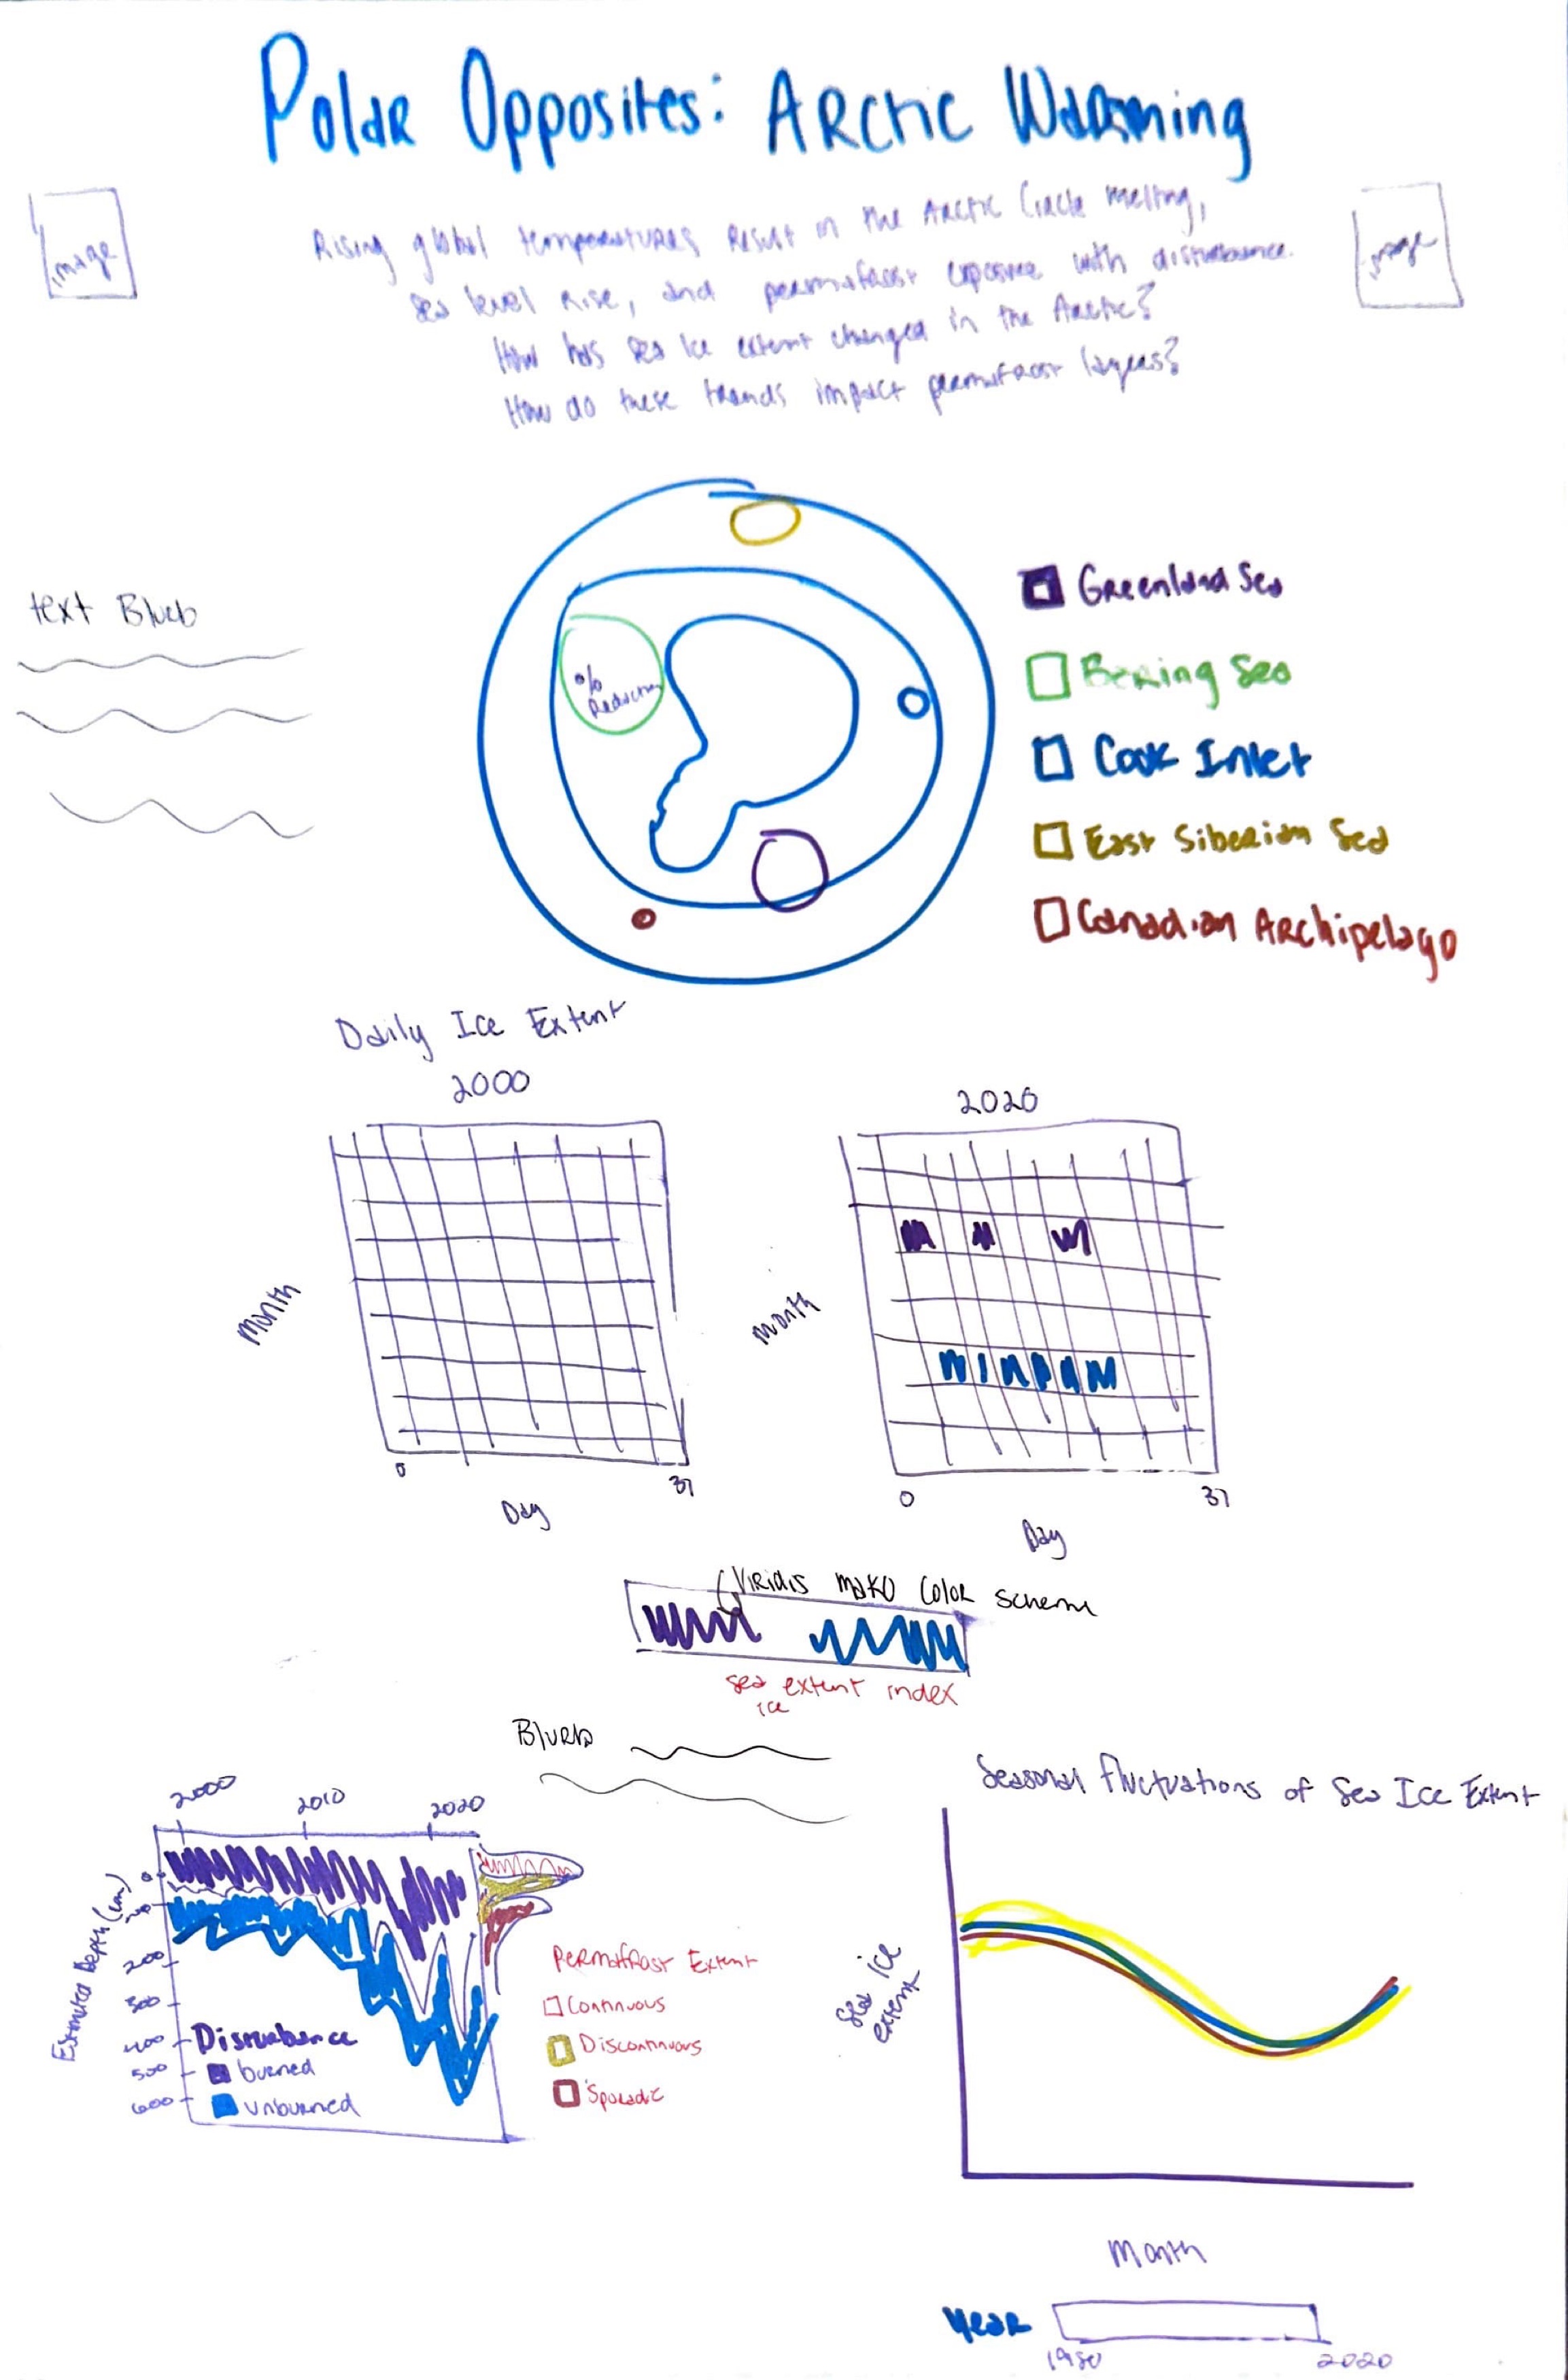 Polar Opposites: Arctic Warming
image
image
Rising global temperatures result in the Arctic Circle melting,
sea level rise, and permafrost exposure with disturbance.
How has sea ice extent changed in the Arctic?
How do these trends impact permafrost layers?
text Blurb
% Reduction
Greenland Sea
Bering Sea
Cook Inlet
East Siberian Sea
Canadian Archipelago
Daily Ice Extent
2000
2020
Month
Month
0
31
0
31
Day
Day
(Viridis mako color scheme
sea ice extent index
Blurb
2000
2010
2020
Estimated Depth (cm)
0
200
300
400
500
600
Disturbance
burned
unburned
Permafrost Extent
Continuous
Discontinuous
Sporadic
Seasonal Fluctuations of Sea Ice Extent
Sea ice
extent
Month
Year
1980
2020